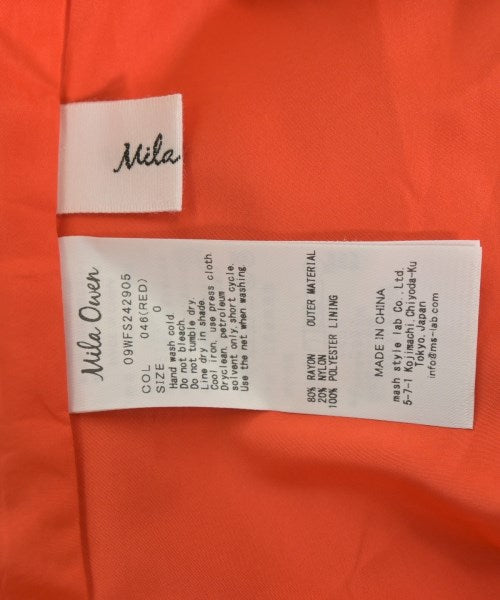 Mila
Mila Owen
09WFS242905
COL 046(RED)
SIZE 0
Hand wash cold
Do not bleach.
Do not tumble dry.
Line dry in shade.
Cool iron, use press cloth.
Dryclean, petroleum
solvent only, short cycle.
Use the net when washing.
80% RAYON OUTER MATERIAL
20% NYLON
100% POLYESTER LINING
MADE IN CHINA
mash style lab Co., Ltd.
5-7-1 Kojimachi, Chiyoda-Ku
Tokyo, Japan
info@ms-lab.com